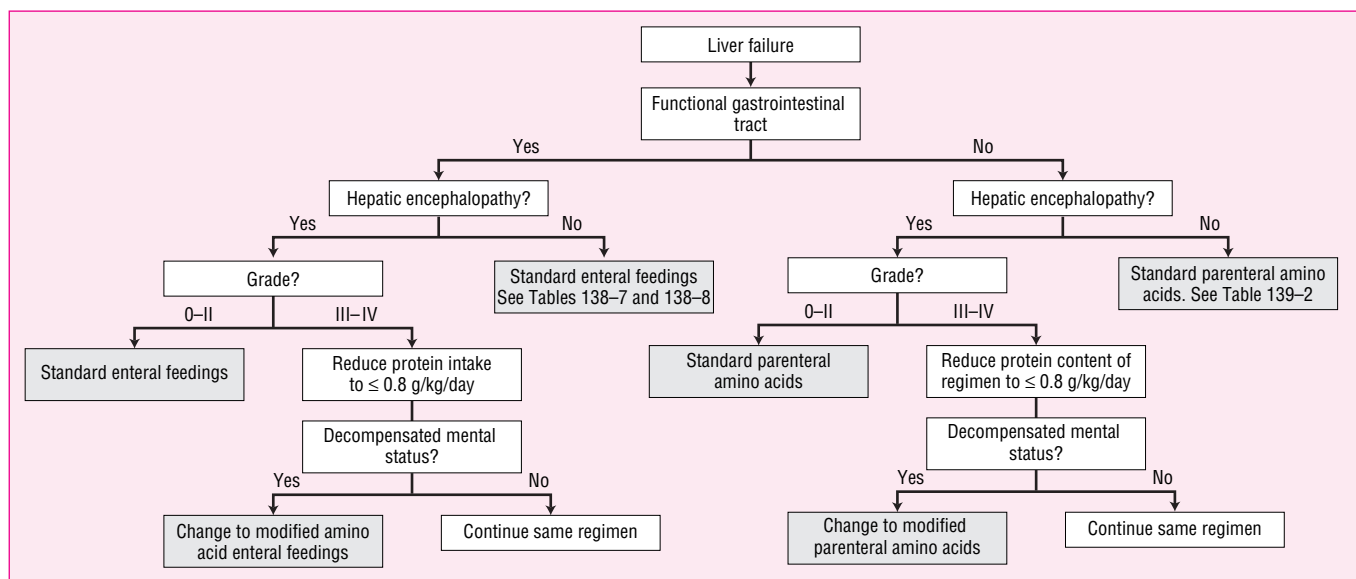 Liver failure
Functional gastrointestinal
tract
Yes
No
Hepatic encephalopathy?
Hepatic encephalopathy?
Yes
No
Yes
No
Grade?
Standard enteral feedings
See Tables 138–7 and 138–8
Grade?
Standard parenteral amino
acids. See Table 139–2
0–II
III–IV
0–II
III–IV
Standard enteral feedings
Reduce protein intake
to ≤ 0.8 g/kg/day
Standard parenteral
amino acids
Reduce protein content of
regimen to ≤ 0.8 g/kg/day
Decompensated mental
status?
Decompensated mental
status?
Yes
No
Yes
No
Change to modified amino
acid enteral feedings
Continue same regimen
Change to modified
parenteral amino acids
Continue same regimen